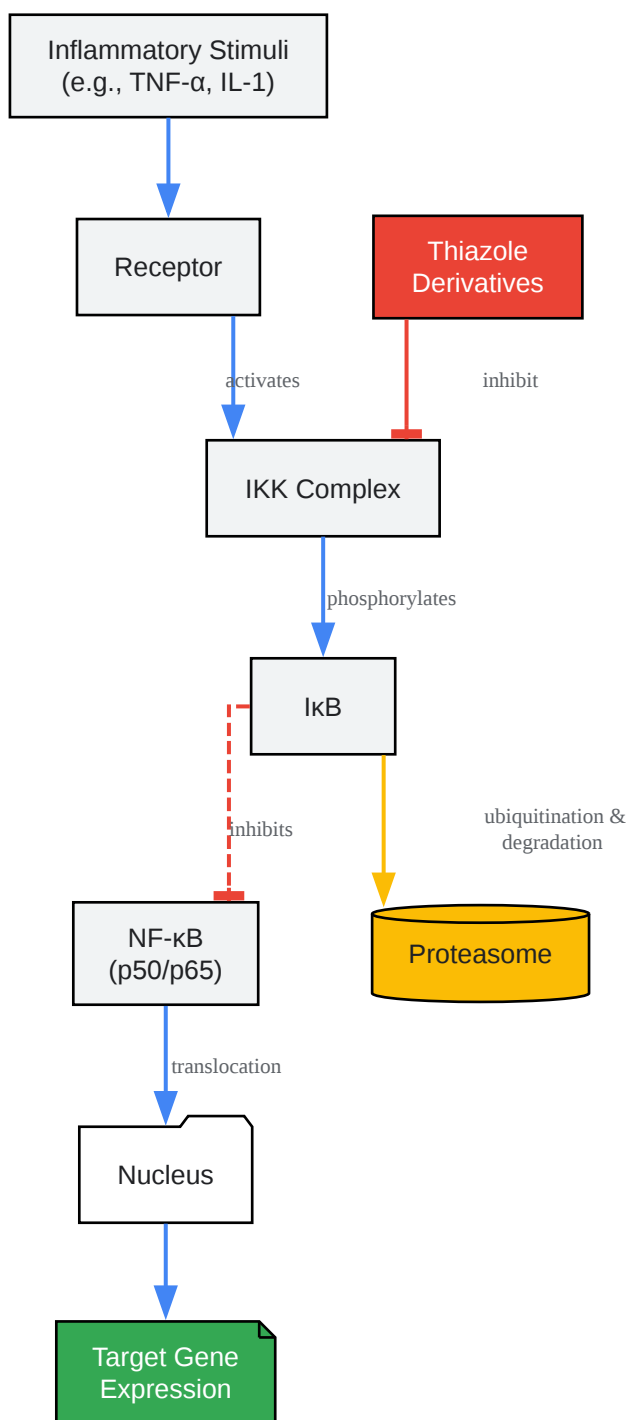 Inflammatory Stimuli
(e.g., TNF-α, IL-1)
Receptor
Thiazole
Derivatives
activates
inhibit
IKK Complex
phosphorylates
IκB
inhibits
ubiquitination &
degradation
NF-κB
(p50/p65)
Proteasome
translocation
Nucleus
Target Gene
Expression